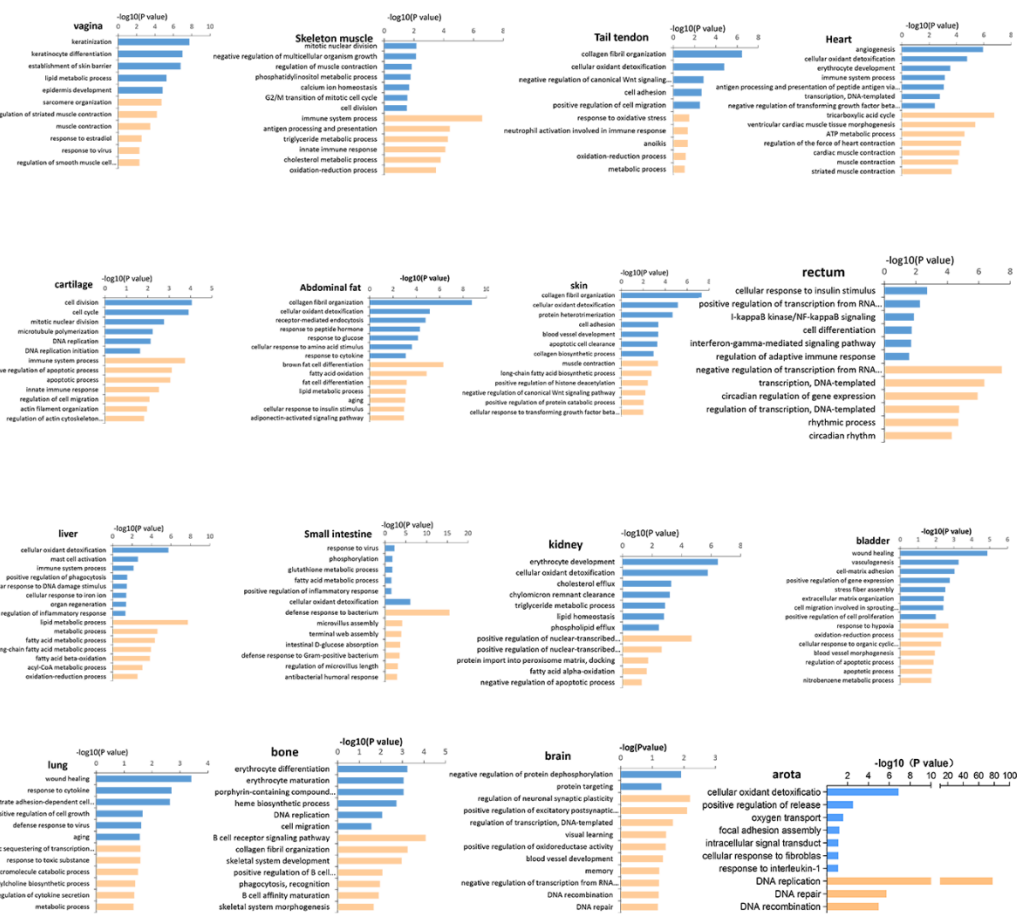 vagina
-log10(P value)
0 2 4 6 8 10
keratinization
keratinocyte differentiation
establishment of skin barrier
lipid metabolic process
epidermis development
sarcomere organization
gulation of striated muscle contraction
muscle contraction
response to estradiol
response to virus
regulation of smooth muscle cell...
Skeleton muscle
-log10(P value)
0 2 4 6 8
mitotic nuclear division
negative regulation of multicellular organism growth
regulation of muscle contraction
phosphatidylinositol metabolic process
calcium ion homeostasis
G2/M transition of mitotic cell cycle
cell division
immune system process
antigen processing and presentation
triglyceride metabolic process
innate immune response
cholesterol metabolic process
oxidation-reduction process
Tail tendon
-log10(P value)
0 2 4 6 8
collagen fibril organization
cellular oxidant detoxification
negative regulation of canonical Wnt signaling...
cell adhesion
positive regulation of cell migration
response to oxidative stress
neutrophil activation involved in immune response
anoikis
oxidation-reduction process
metabolic process
Heart
-log10(P value)
0 2 4 6 8
angiogenesis
cellular oxidant detoxification
erythrocyte development
immune system process
antigen processing and presentation of peptide antigen via...
transcription, DNA-templated
negative regulation of transforming growth factor beta...
tricarboxylic acid cycle
ventricular cardiac muscle tissue morphogenesis
ATP metabolic process
regulation of the force of heart contraction
cardiac muscle contraction
muscle contraction
striated muscle contraction
cartilage
-log10(P value)
0 1 2 3 4 5
cell division
cell cycle
mitotic nuclear division
microtubule polymerization
DNA replication
DNA replication initiation
immune system process
ve regulation of apoptotic process
apoptotic process
innate immune response
regulation of cell migration
actin filament organization
regulation of actin cytoskeleton...
Abdominal fat
-log10(P value)
0 2 4 6 8 10
collagen fibril organization
cellular oxidant detoxification
receptor-mediated endocytosis
response to peptide hormone
response to glucose
cellular response to amino acid stimulus
response to cytokine
brown fat cell differentiation
fatty acid oxidation
fat cell differentiation
lipid metabolic process
aging
cellular response to insulin stimulus
adiponectin-activated signaling pathway
skin
-log10(P value)
0 2 4 6 8
collagen fibril organization
cellular oxidant detoxification
protein heterotrimerization
cell adhesion
blood vessel development
apoptotic cell clearance
collagen biosynthetic process
muscle contraction
long-chain fatty acid biosynthetic process
positive regulation of histone deacetylation
negative regulation of canonical Wnt signaling pathway
positive regulation of protein catabolic process
cellular response to transforming growth factor beta...
rectum
-log10(P value)
0 2 4 6 8
cellular response to insulin stimulus
positive regulation of transcription from RNA...
I-kappaB kinase/NF-kappaB signaling
cell differentiation
interferon-gamma-mediated signaling pathway
regulation of adaptive immune response
negative regulation of transcription from RNA...
transcription, DNA-templated
circadian regulation of gene expression
regulation of transcription, DNA-templated
rhythmic process
circadian rhythm
liver
-log10(P value)
0 2 4 6 8 10
cellular oxidant detoxification
mast cell activation
immune system process
positive regulation of phagocytosis
ar response to DNA damage stimulus
cellular response to iron ion
organ regeneration
regulation of inflammatory response
lipid metabolic process
metabolic process
fatty acid metabolic process
ng-chain fatty acid metabolic process
fatty acid beta-oxidation
acyl-CoA metabolic process
oxidation-reduction process
Small intestine
-log10(P value)
0 5 10 15 20
response to virus
phosphorylation
glutathione metabolic process
fatty acid metabolic process
positive regulation of inflammatory response
cellular oxidant detoxification
defense response to bacterium
microvillus assembly
terminal web assembly
intestinal D-glucose absorption
defense response to Gram-positive bacterium
regulation of microvillus length
antibacterial humoral response
kidney
-log10(P value)
0 2 4 6 8
erythrocyte development
cellular oxidant detoxification
cholesterol efflux
chylomicron remnant clearance
triglyceride metabolic process
lipid homeostasis
phospholipid efflux
positive regulation of nuclear-transcribed...
positive regulation of nuclear-transcribed...
protein import into peroxisome matrix, docking
fatty acid alpha-oxidation
negative regulation of apoptotic process
bladder
-log10(P value)
0 1 2 3 4 5 6
wound healing
vasculogenesis
cell-matrix adhesion
positive regulation of gene expression
stress fiber assembly
extracellular matrix organization
cell migration involved in sprouting...
positive regulation of cell proliferation
response to hypoxia
oxidation-reduction process
cellular response to organic cyclic...
blood vessel morphogenesis
regulation of apoptotic process
apoptotic process
nitrobenzene metabolic process
lung
-log10(P value)
0 1 2 3 4
wound healing
response to cytokine
trate adhesion-dependent cell...
sitive regulation of cell growth
defense response to virus
aging
c sequestering of transcription...
response to toxic substance
cromolecule catabolic process
ylcholine biosynthetic process
egulation of cytokine secretion
metabolic process
bone
-log10(P value)
0 1 2 3 4 5
erythrocyte differentiation
erythrocyte maturation
porphyrin-containing compound...
heme biosynthetic process
DNA replication
cell migration
B cell receptor signaling pathway
collagen fibril organization
skeletal system development
positive regulation of B cell...
phagocytosis, recognition
B cell affinity maturation
skeletal system morphogenesis
brain
-log(Pvalue)
0 1 2 3
negative regulation of protein dephosphorylation
protein targeting
regulation of neuronal synaptic plasticity
positive regulation of excitatory postsynaptic...
regulation of transcription, DNA-templated
visual learning
positive regulation of oxidoreductase activity
blood vessel development
memory
negative regulation of transcription from RNA...
DNA recombination
DNA repair
arota
-log10 (P value)
2 4 6 8 10 20 40 60 80 100
cellular oxidant detoxificatio
positive regulation of release
oxygen transport
focal adhesion assembly
intracellular signal transduct
cellular response to fibroblas
response to interleukin-1
DNA replication
DNA repair
DNA recombination